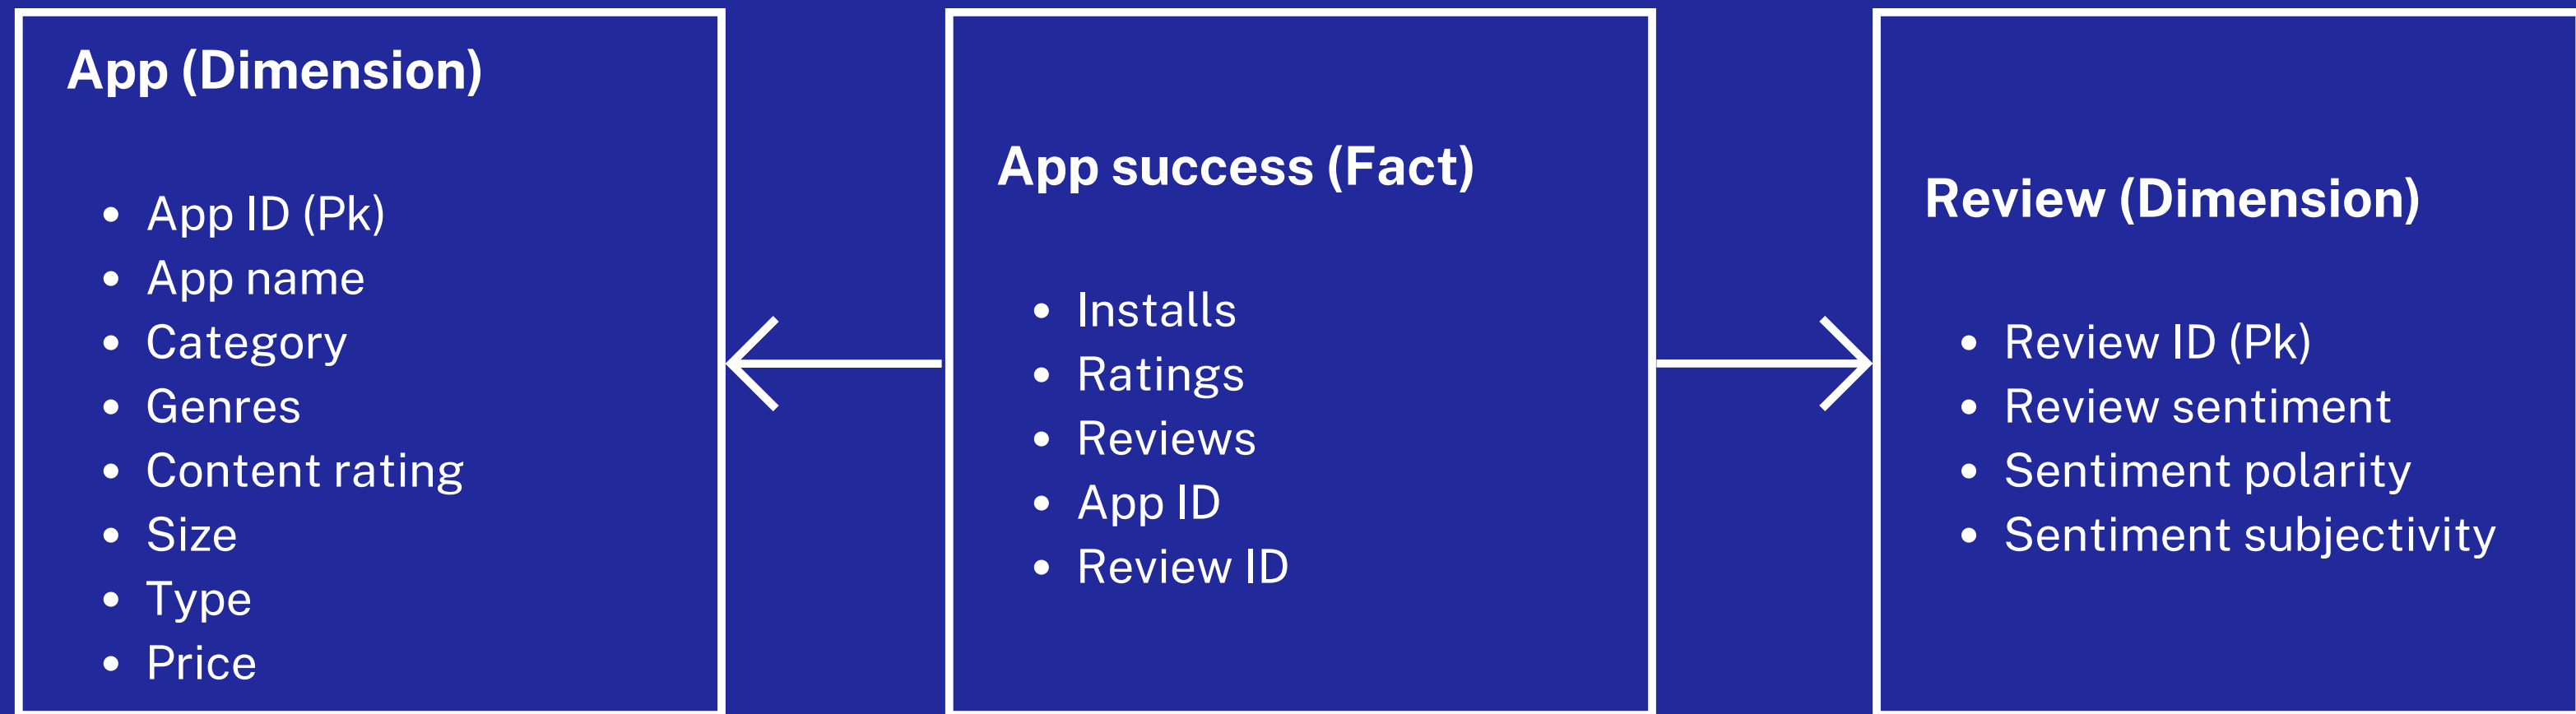 App (Dimension)
• App ID (Pk)
• App name
• Category
• Genres
• Content rating
• Size
• Type
• Price
App success (Fact)
• Installs
• Ratings
• Reviews
• App ID
• Review ID
Review (Dimension)
• Review ID (Pk)
• Review sentiment
• Sentiment polarity
• Sentiment subjectivity